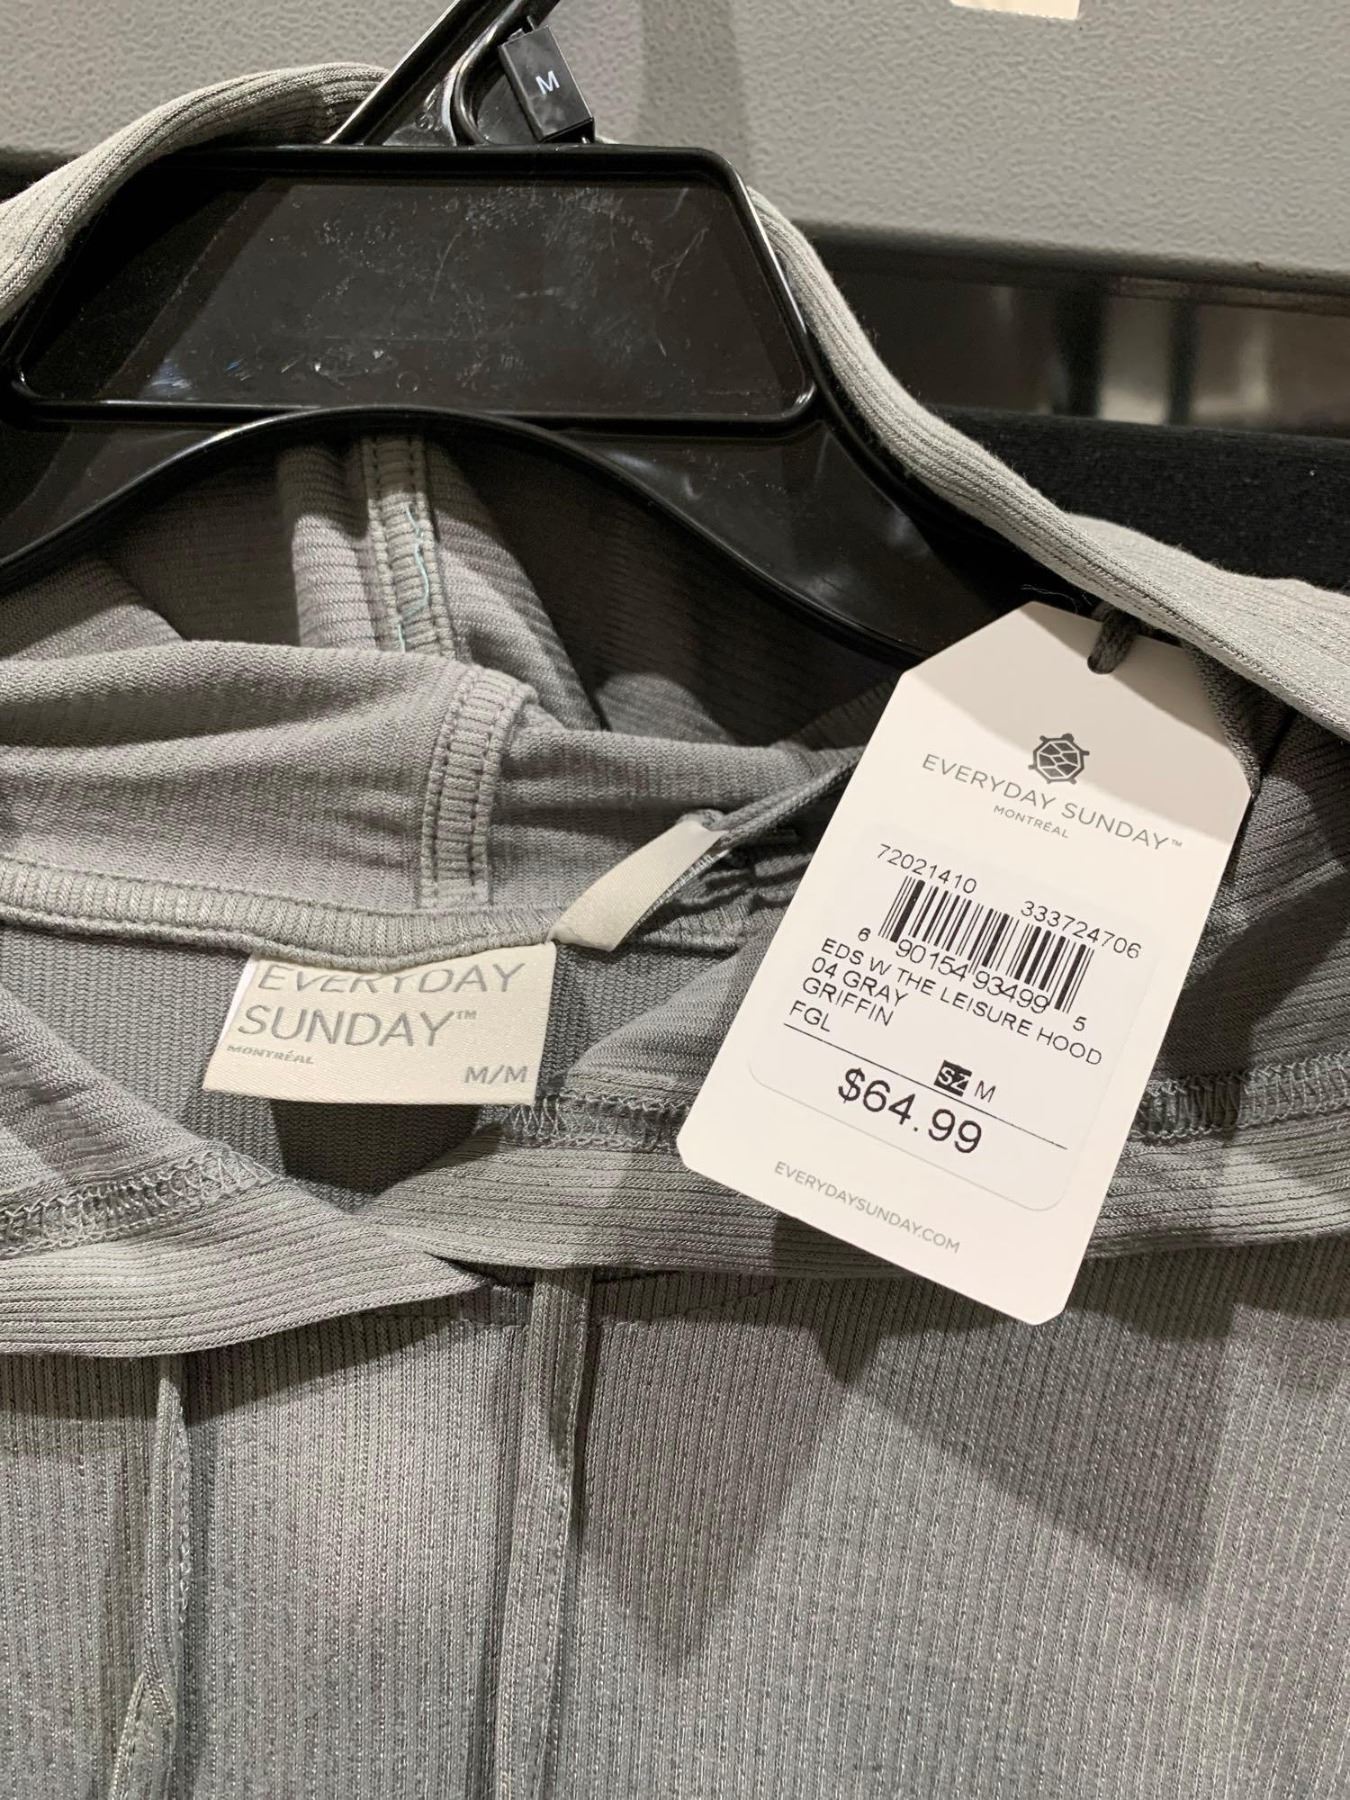 M
EVERYDAY
SUNDAY™
MONTRÉAL
M/M
EVERYDAY SUNDAY™
MONTRÉAL
72021410
333724706
6 90154 93499 5
EDS W THE LEISURE HOOD
04 GRAY
GRIFFIN
FGL
SZ M
$64.99
EVERYDAYSUNDAY.COM